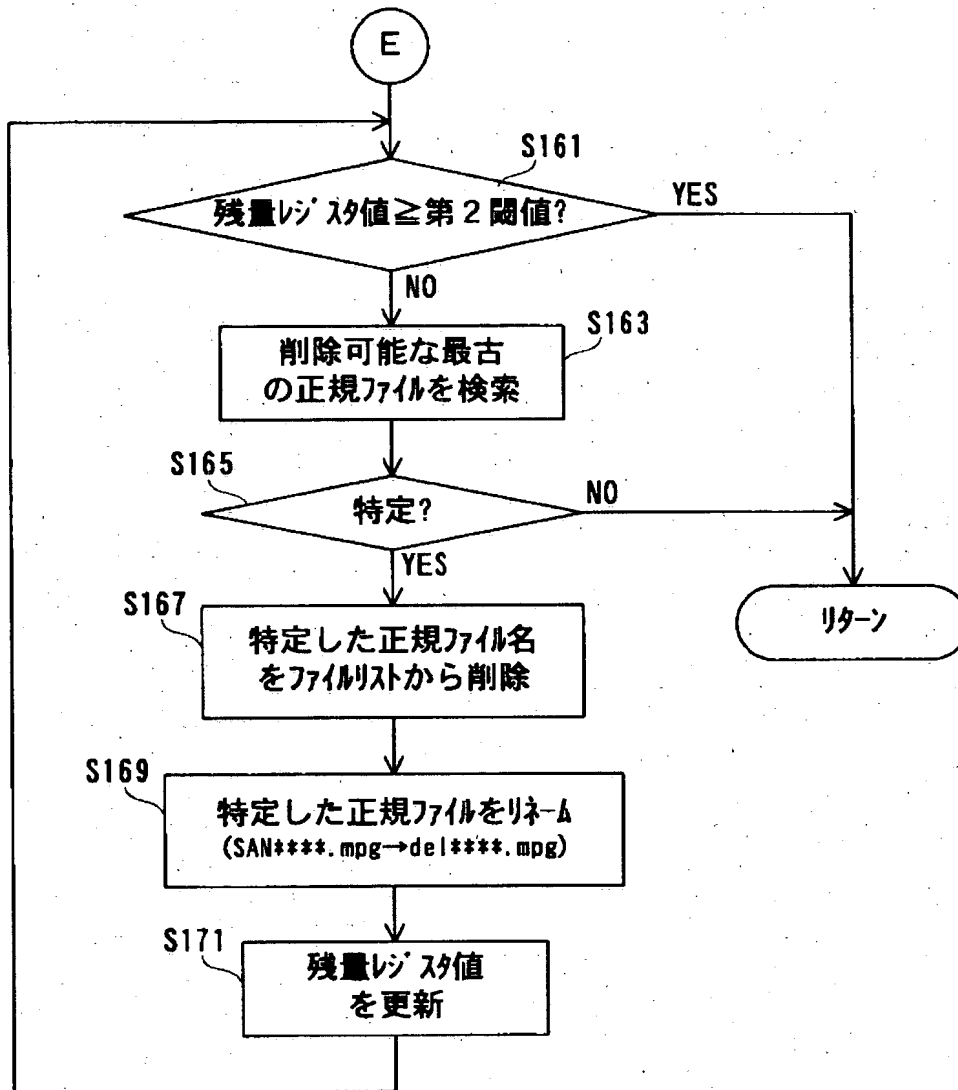 E
S161
残量ﾚｼﾞｽﾀ値≧第2閾値?
YES
NO
S163
削除可能な最古
の正規ﾌｧｲﾙを検索
S165
特定?
NO
YES
S167
特定した正規ﾌｧｲﾙ名
をﾌｧｲﾙﾘｽﾄから削除
ﾘﾀｰﾝ
S169
特定した正規ﾌｧｲﾙをﾘﾈｰﾑ
(SAN****.mpg→del****.mpg)
S171
残量ﾚｼﾞｽﾀ値
を更新